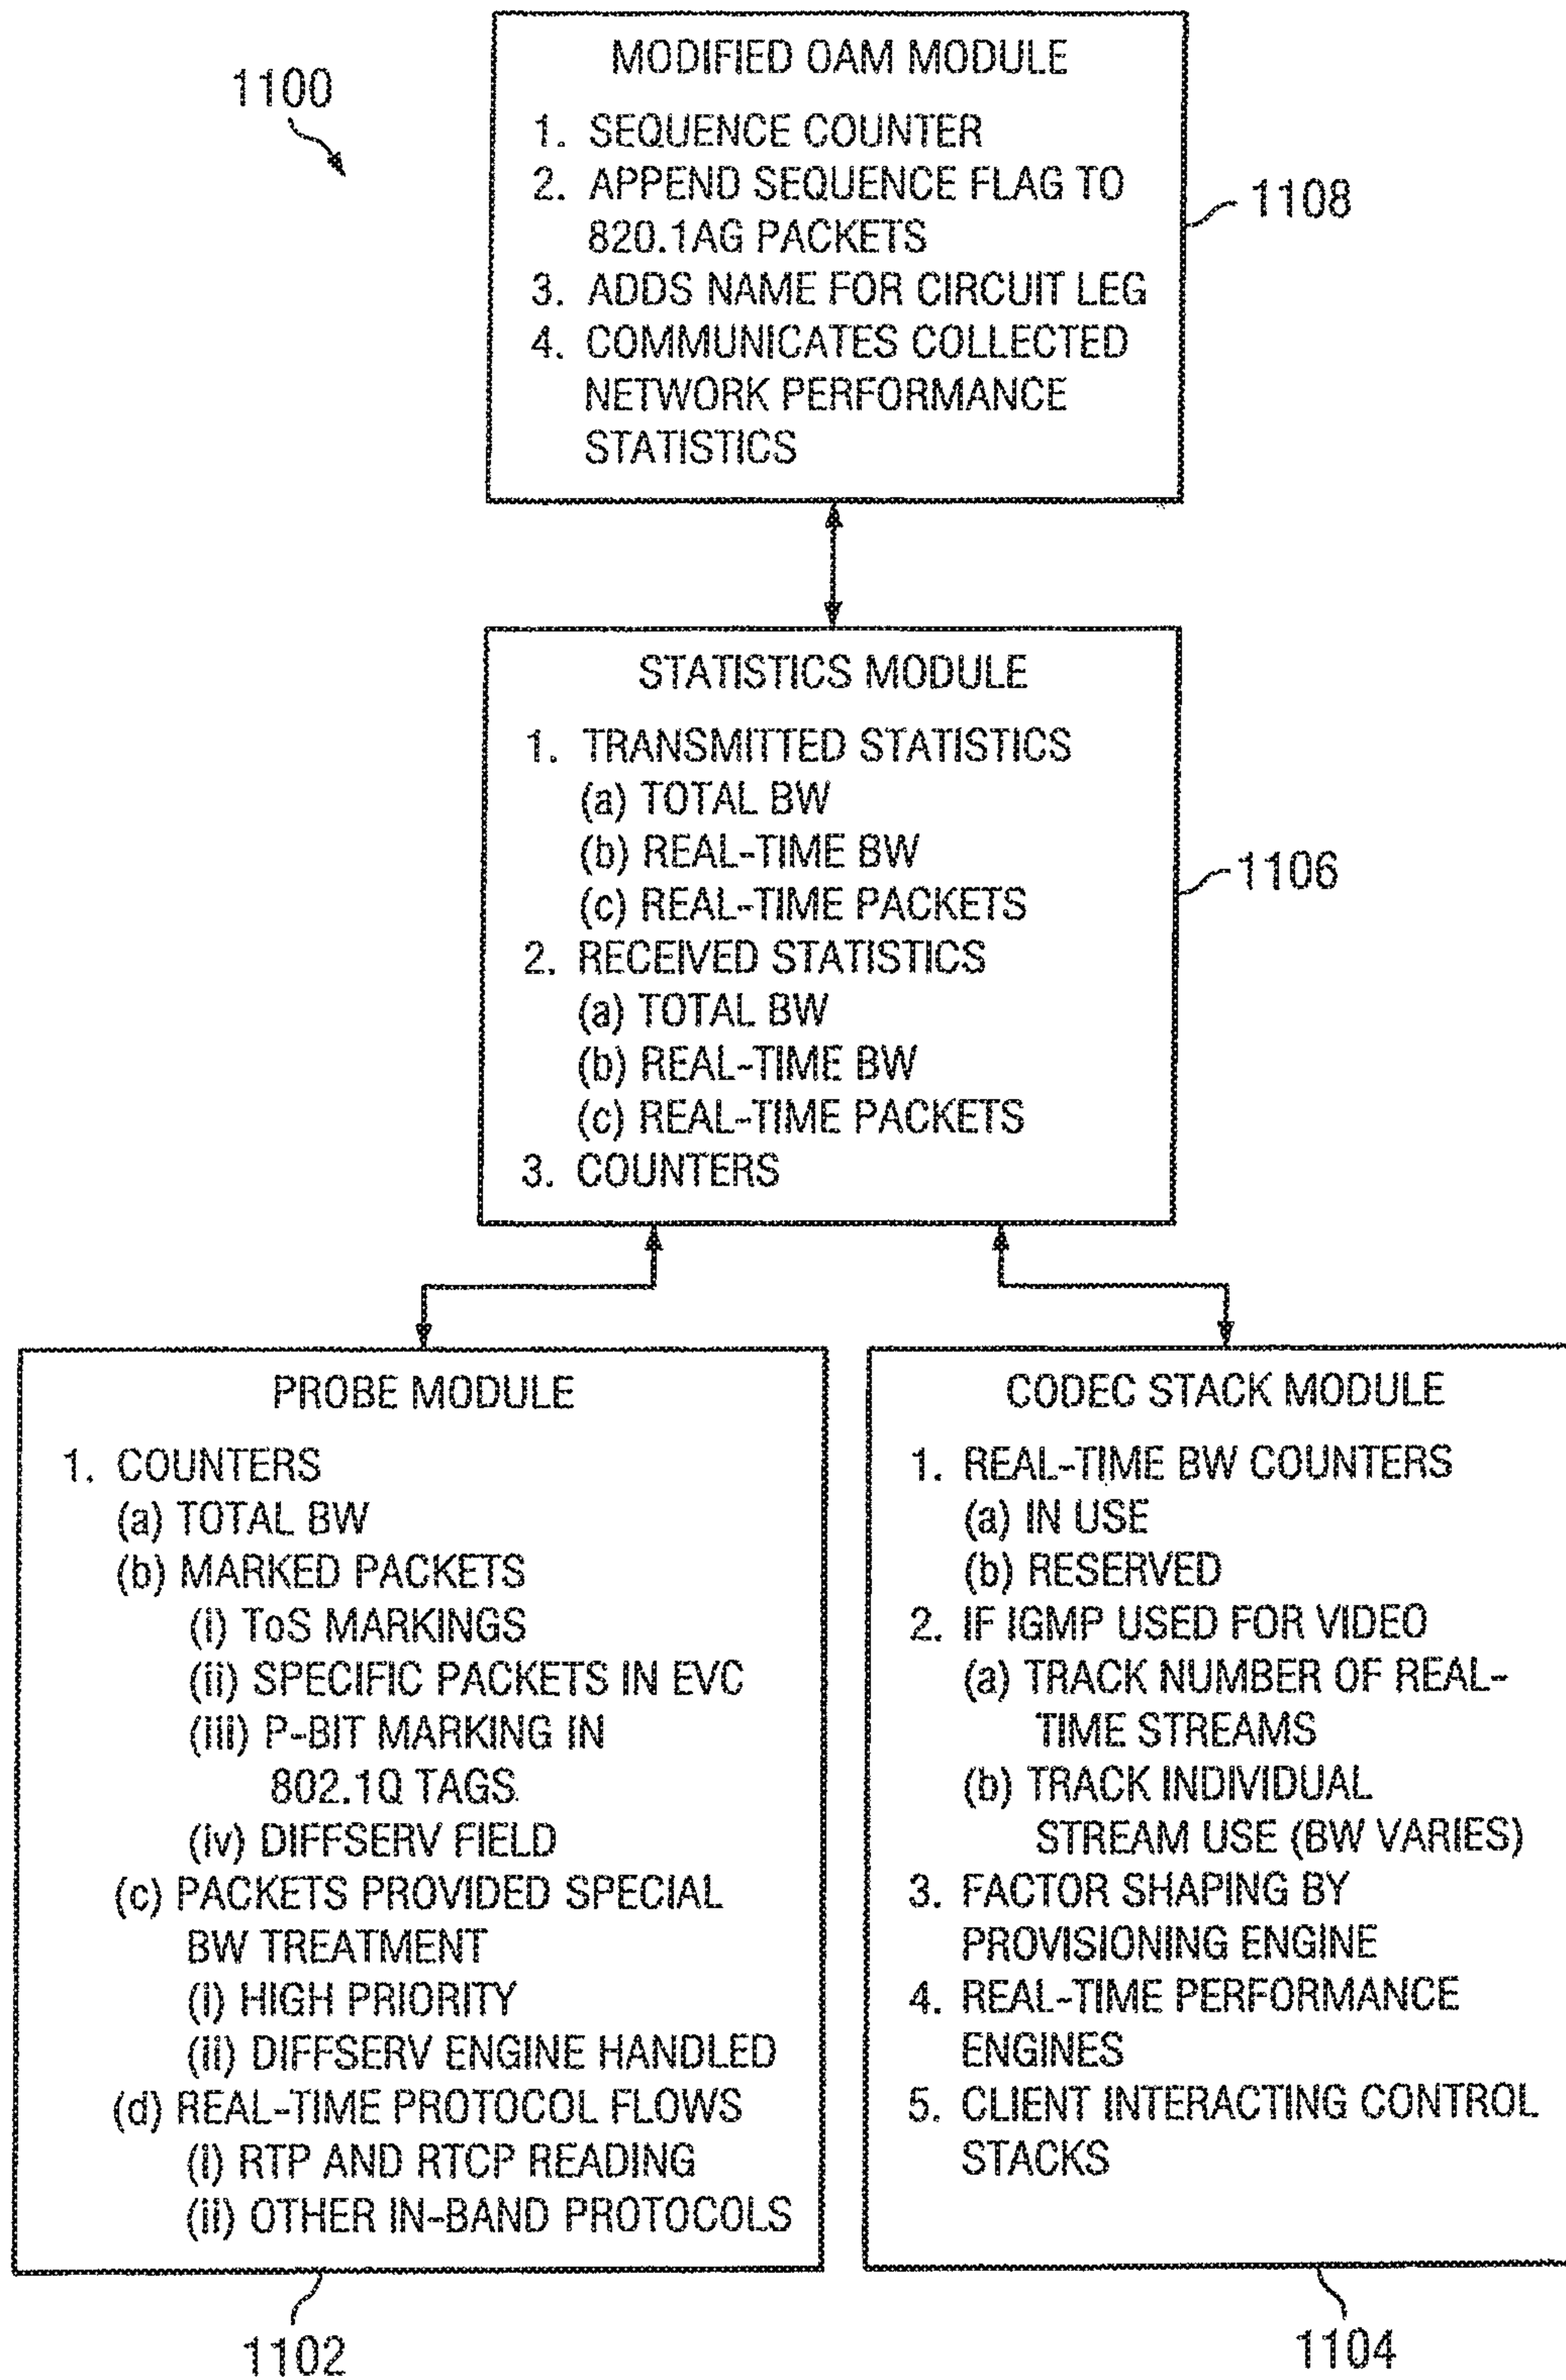 1100
MODIFIED OAM MODULE
1. SEQUENCE COUNTER
2. APPEND SEQUENCE FLAG TO
820.1AG PACKETS
3. ADDS NAME FOR CIRCUIT LEG
4. COMMUNICATES COLLECTED
NETWORK PERFORMANCE
STATISTICS
1108
STATISTICS MODULE
1. TRANSMITTED STATISTICS
(a) TOTAL BW
(b) REAL-TIME BW
(c) REAL-TIME PACKETS
2. RECEIVED STATISTICS
(a) TOTAL BW
(b) REAL-TIME BW
(c) REAL-TIME PACKETS
3. COUNTERS
1106
PROBE MODULE
1. COUNTERS
(a) TOTAL BW
(b) MARKED PACKETS
(i) ToS MARKINGS
(ii) SPECIFIC PACKETS IN EVC
(iii) P-BIT MARKING IN
802.1Q TAGS
(iv) DIFFSERV FIELD
(c) PACKETS PROVIDED SPECIAL
BW TREATMENT
(i) HIGH PRIORITY
(ii) DIFFSERV ENGINE HANDLED
(d) REAL-TIME PROTOCOL FLOWS
(i) RTP AND RTCP READING
(ii) OTHER IN-BAND PROTOCOLS
1102
CODEC STACK MODULE
1. REAL-TIME BW COUNTERS
(a) IN USE
(b) RESERVED
2. IF IGMP USED FOR VIDEO
(a) TRACK NUMBER OF REAL-
TIME STREAMS
(b) TRACK INDIVIDUAL
STREAM USE (BW VARIES)
3. FACTOR SHAPING BY
PROVISIONING ENGINE
4. REAL-TIME PERFORMANCE
ENGINES
5. CLIENT INTERACTING CONTROL
STACKS
1104